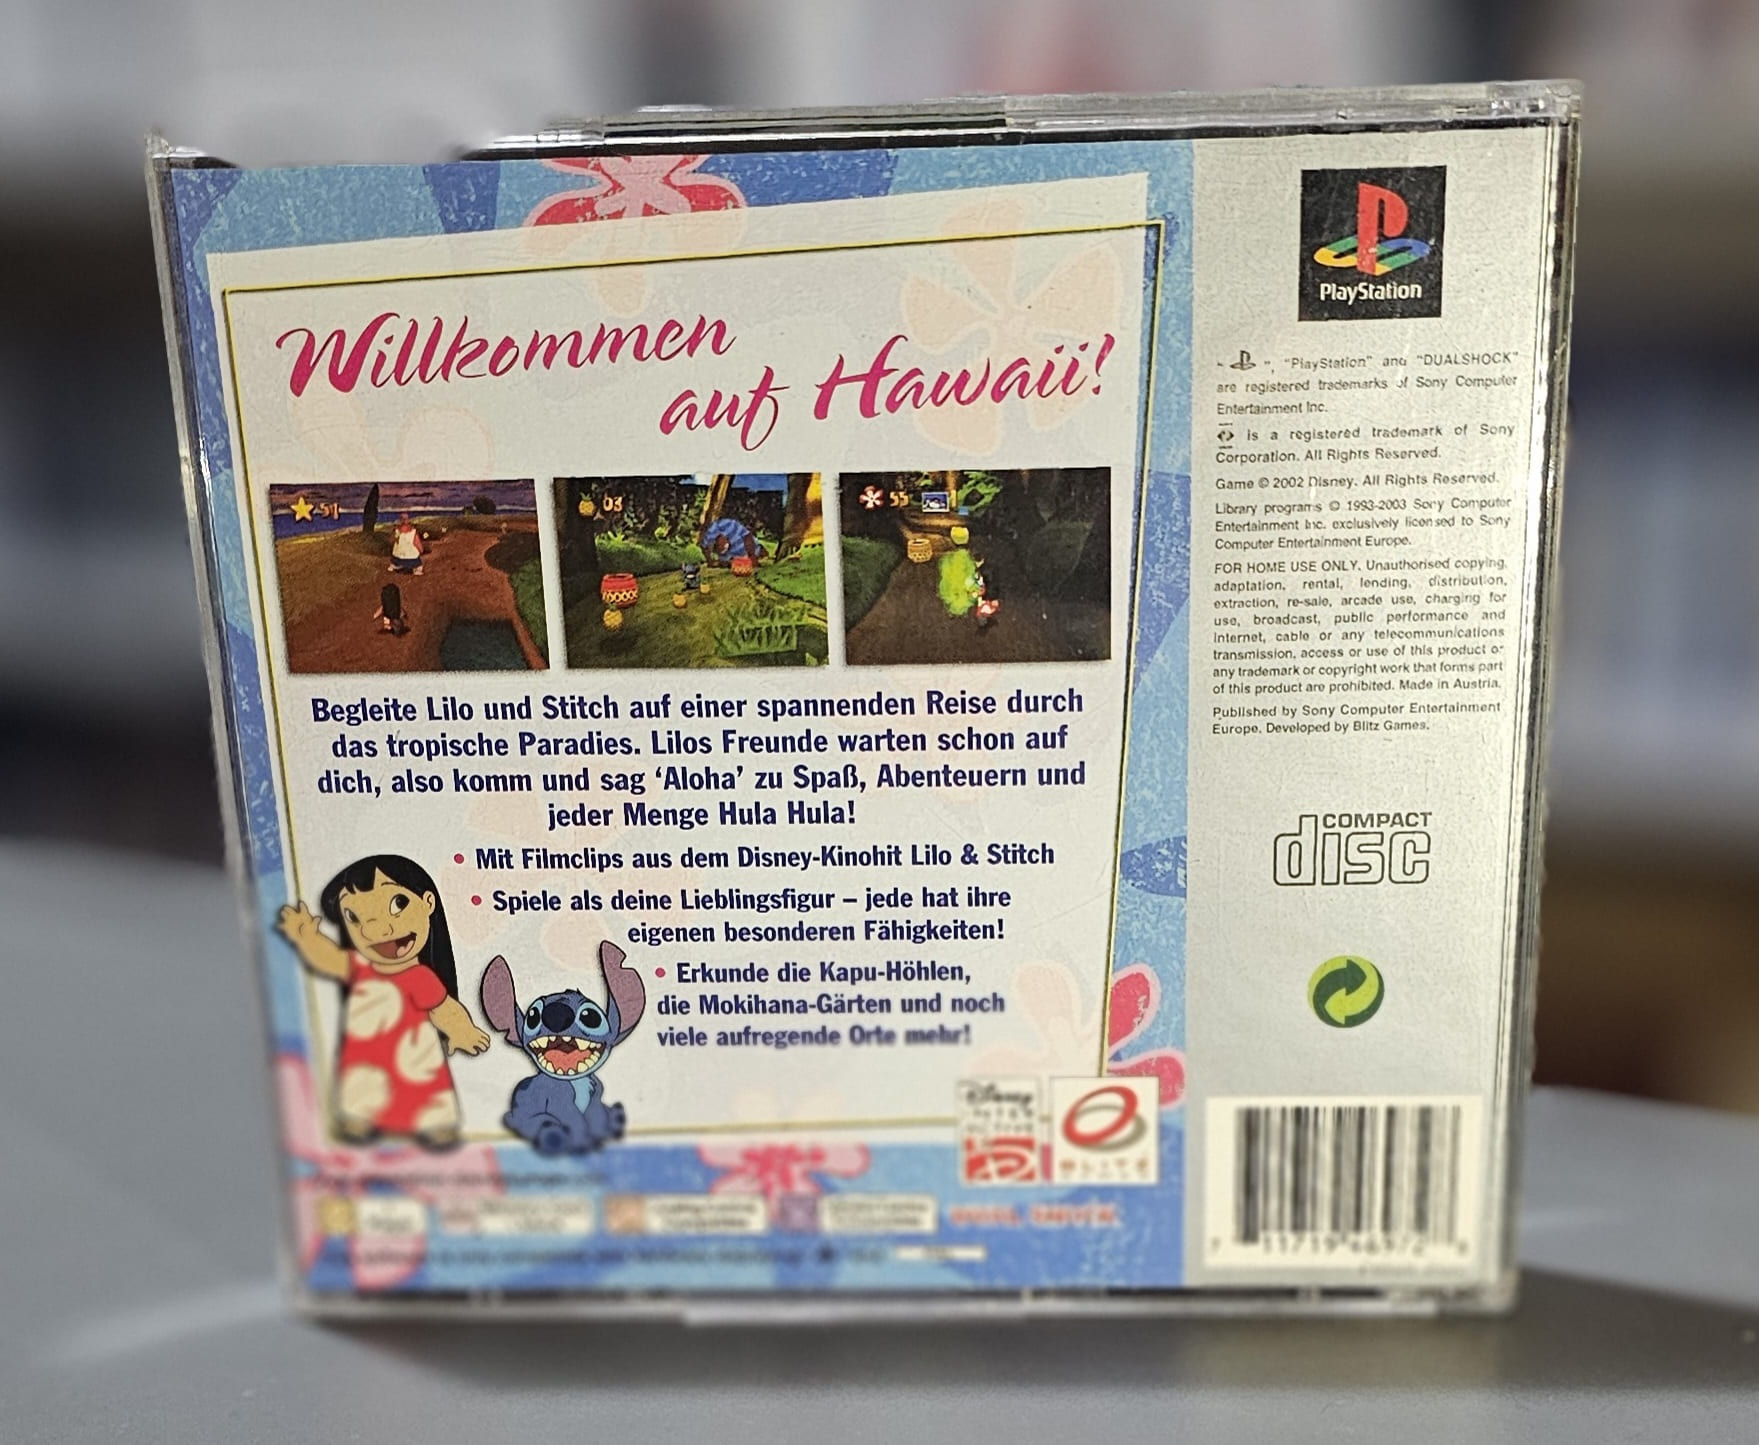 Willkommen
auf Hawaii!
51
03
55
Begleite Lilo und Stitch auf einer spannenden Reise durch
das tropische Paradies. Lilos Freunde warten schon auf
dich, also komm und sag ‘Aloha’ zu Spaß, Abenteuern und
jeder Menge Hula Hula!
• Mit Filmclips aus dem Disney-Kinohit Lilo & Stitch
• Spiele als deine Lieblingsfigur – jede hat ihre
eigenen besonderen Fähigkeiten!
• Erkunde die Kapu-Höhlen,
die Mokihana-Gärten und noch
viele aufregende Orte mehr!
Disney
INTER
ACTIVE
BLITZ
PlayStation
“PlayStation” and “DUALSHOCK”
are registered trademarks of Sony Computer
Entertainment Inc.
is a registered trademark of Sony
Corporation. All Rights Reserved.
Game © 2002 Disney. All Rights Reserved.
Library programs © 1993-2003 Sony Computer
Entertainment Inc. exclusively licensed to Sony
Computer Entertainment Europe.
FOR HOME USE ONLY. Unauthorised copying,
adaptation, rental, lending, distribution,
extraction, re-sale, arcade use, charging for
use, broadcast, public performance and
Internet, cable or any telecommunications
transmission, access or use of this product or
any trademark or copyright work that forms part
of this product are prohibited. Made in Austria.
Published by Sony Computer Entertainment
Europe. Developed by Blitz Games.
COMPACT
disc